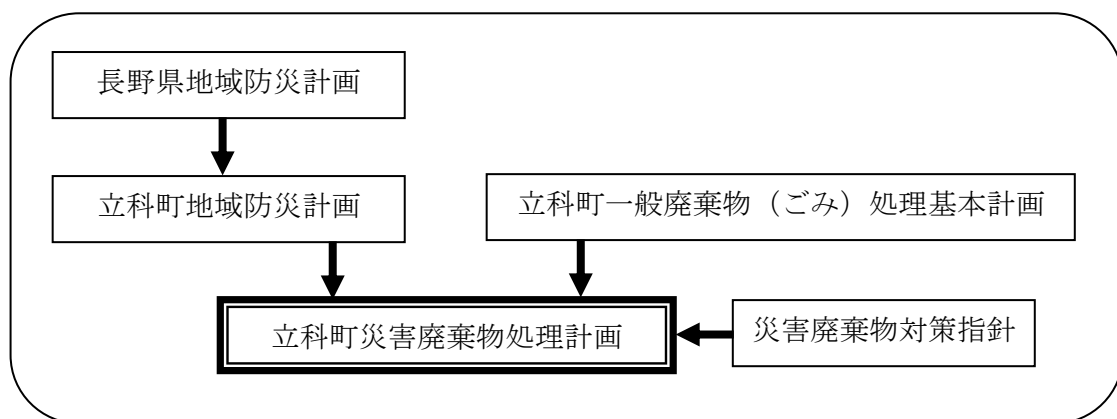 長野県地域防災計画
立科町地域防災計画
立科町一般廃棄物（ごみ）処理基本計画
立科町災害廃棄物処理計画
災害廃棄物対策指針